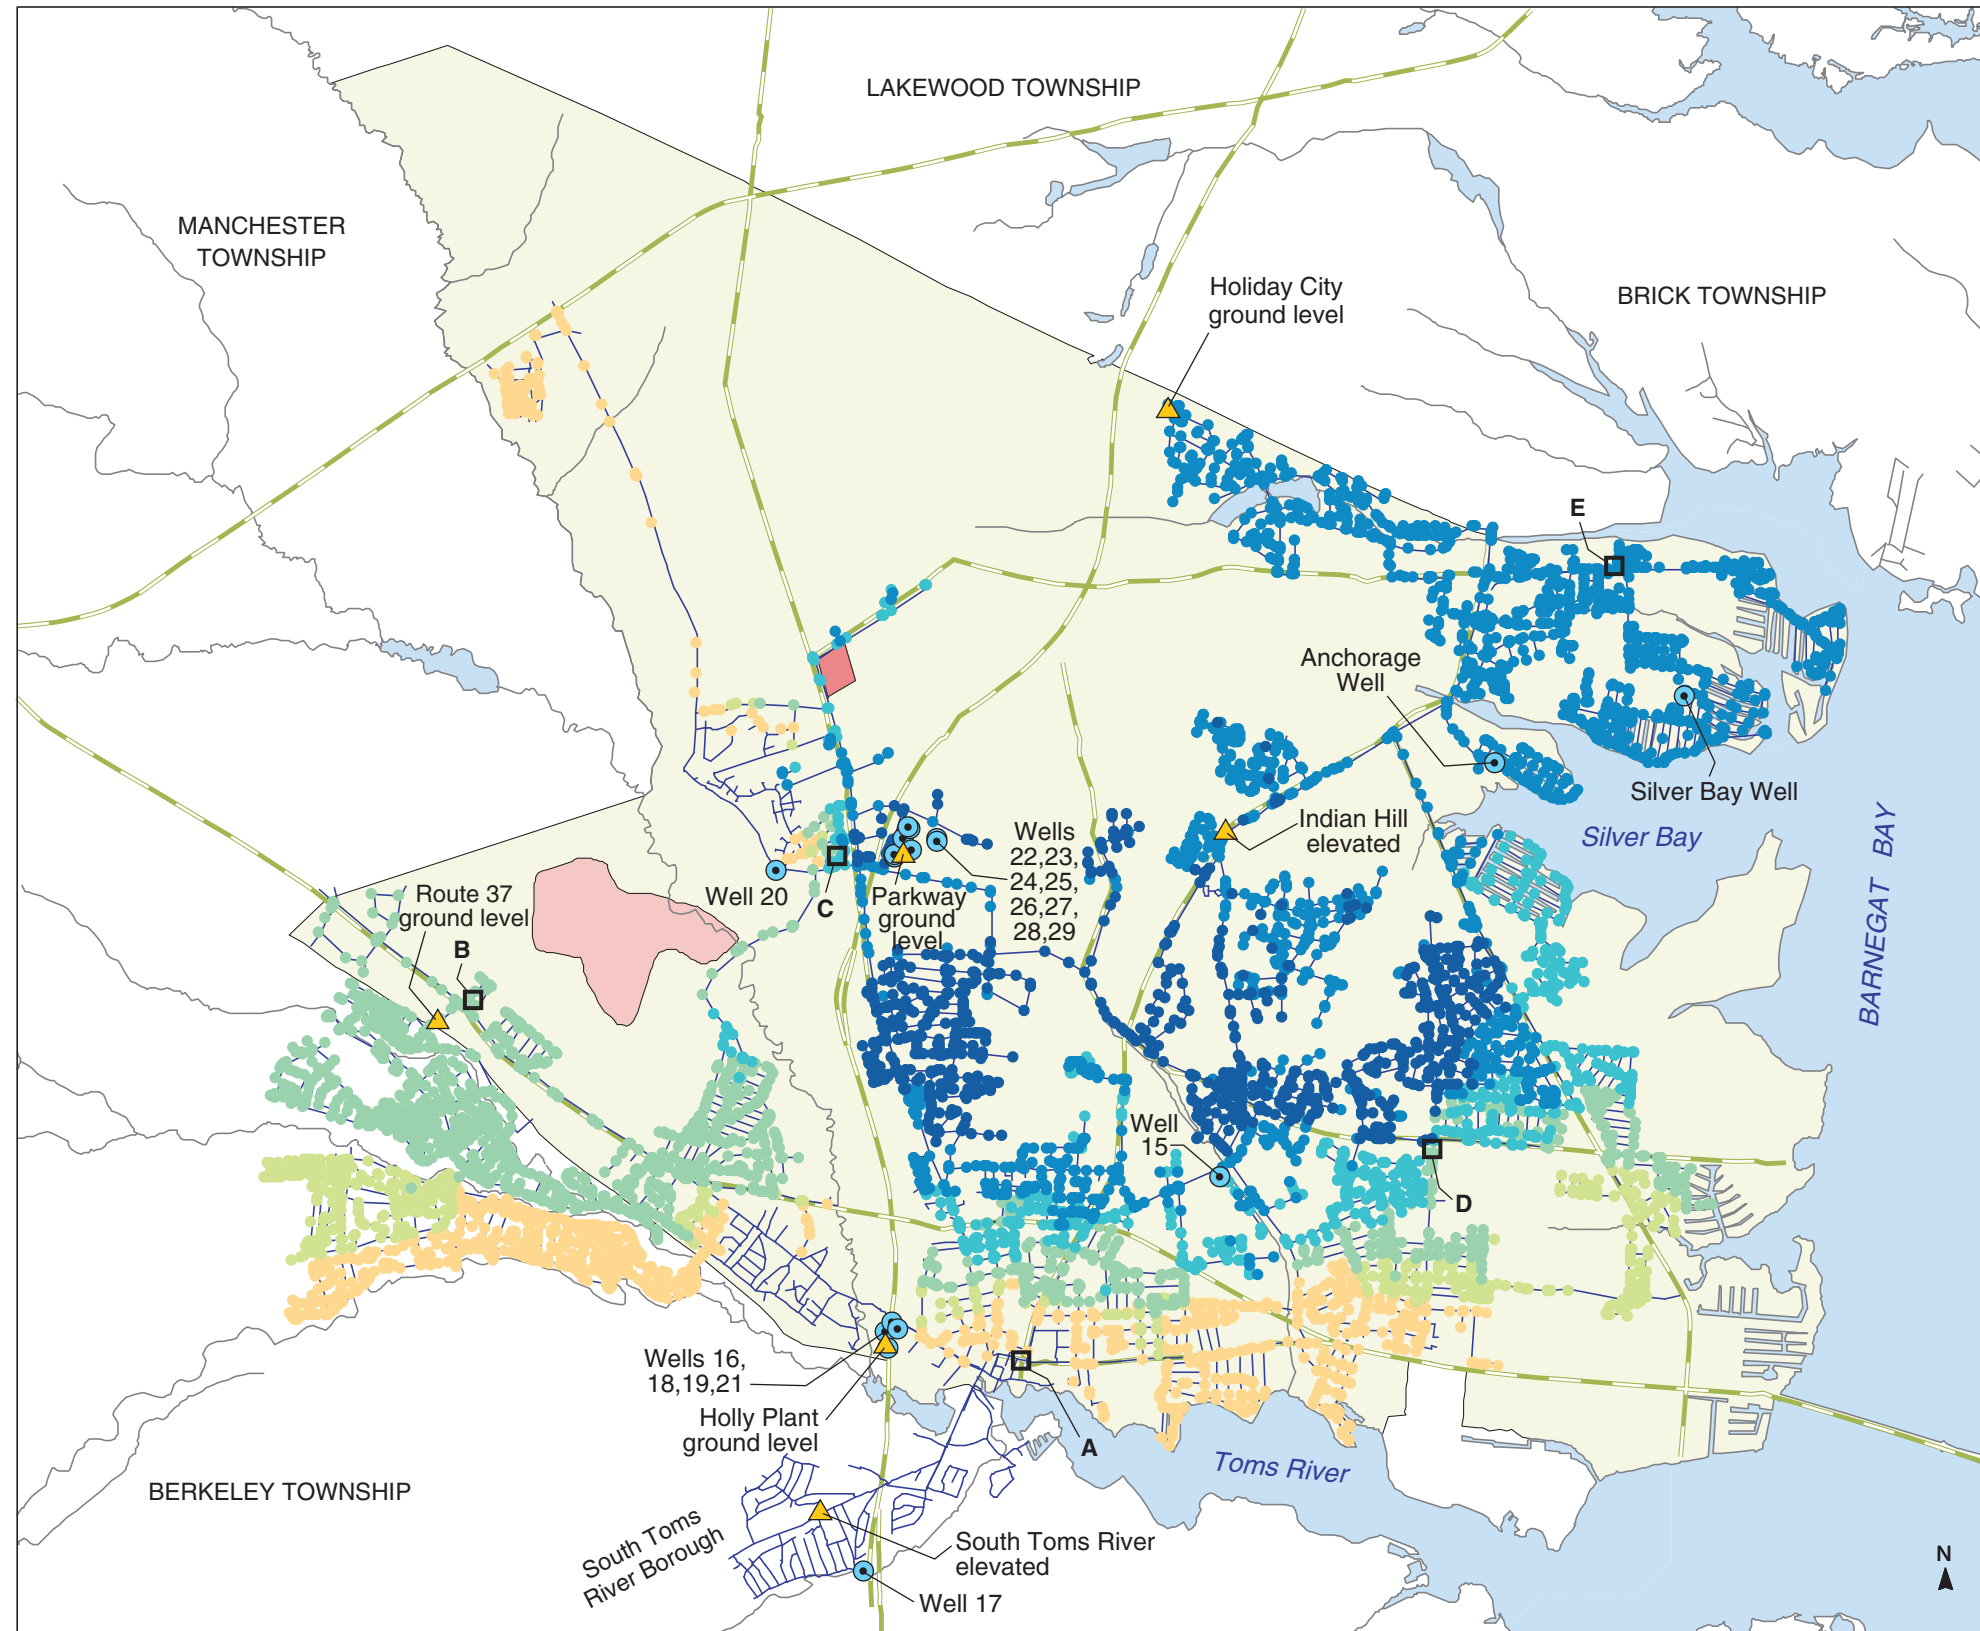 LAKEWOOD TOWNSHIP
MANCHESTER
TOWNSHIP
Holiday City
ground level
BRICK TOWNSHIP
E
Anchorage
Well
Silver Bay Well
Indian Hill
elevated
Silver Bay
BARNEGAT BAY
Wells
22,23,
24,25,
26,27,
28,29
Well 20
C
Parkway
ground
level
Route 37
ground level
B
Well
15
D
Wells 16,
18,19,21
Holly Plant
ground level
A
Toms River
BERKELEY TOWNSHIP
South Toms
River Borough
South Toms River
elevated
Well 17
N